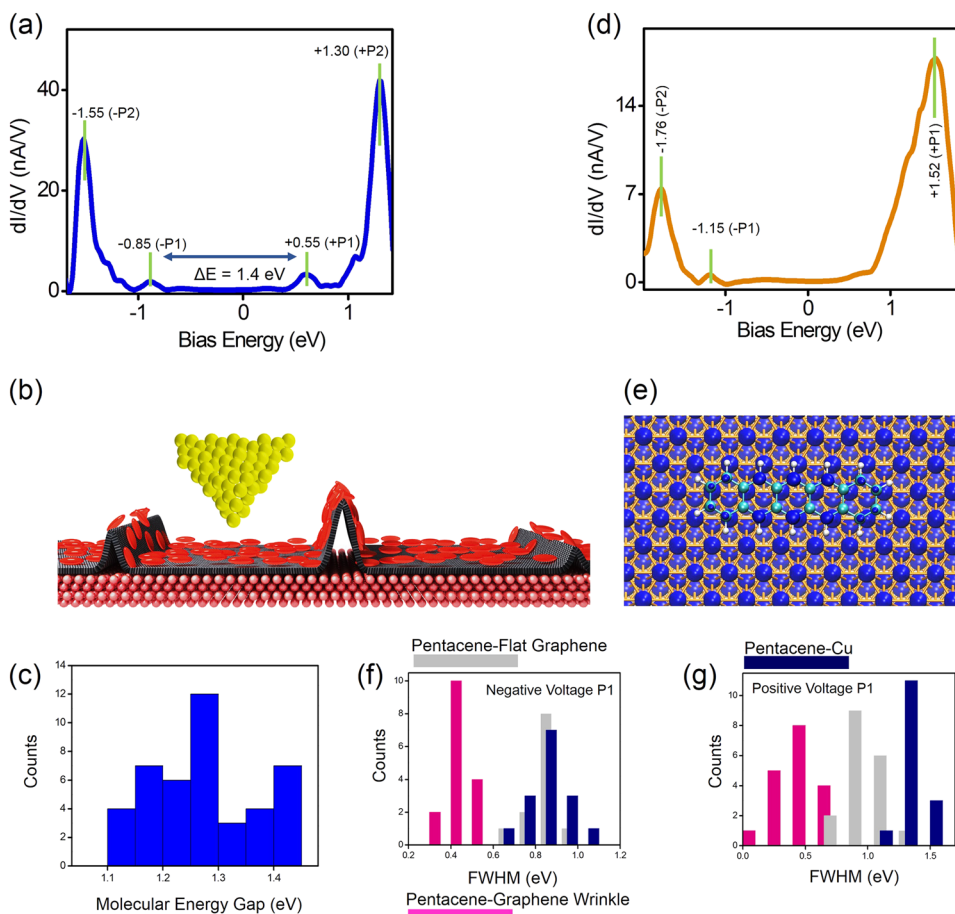 (a)
+1.30 (+P2)
-1.55 (-P2)
-0.85 (-P1)
+0.55 (+P1)
ΔE = 1.4 eV
dI/dV (nA/V)
40
20
0
-1
0
1
Bias Energy (eV)
(d)
-1.76 (-P2)
-1.15 (-P1)
+1.52 (+P1)
dI/dV (nA/V)
14
7
0
-1
0
1
Bias Energy (eV)
(b)
(e)
(c)
Counts
14
12
10
8
6
4
2
0
1.1
1.2
1.3
1.4
Molecular Energy Gap (eV)
Pentacene-Flat Graphene
(f)
Negative Voltage P1
Counts
10
8
6
4
2
0
0.2
0.4
0.6
0.8
1.0
1.2
FWHM (eV)
Pentacene-Graphene Wrinkle
Pentacene-Cu
(g)
Positive Voltage P1
Counts
10
8
6
4
2
0
0.0
0.5
1.0
1.5
FWHM (eV)